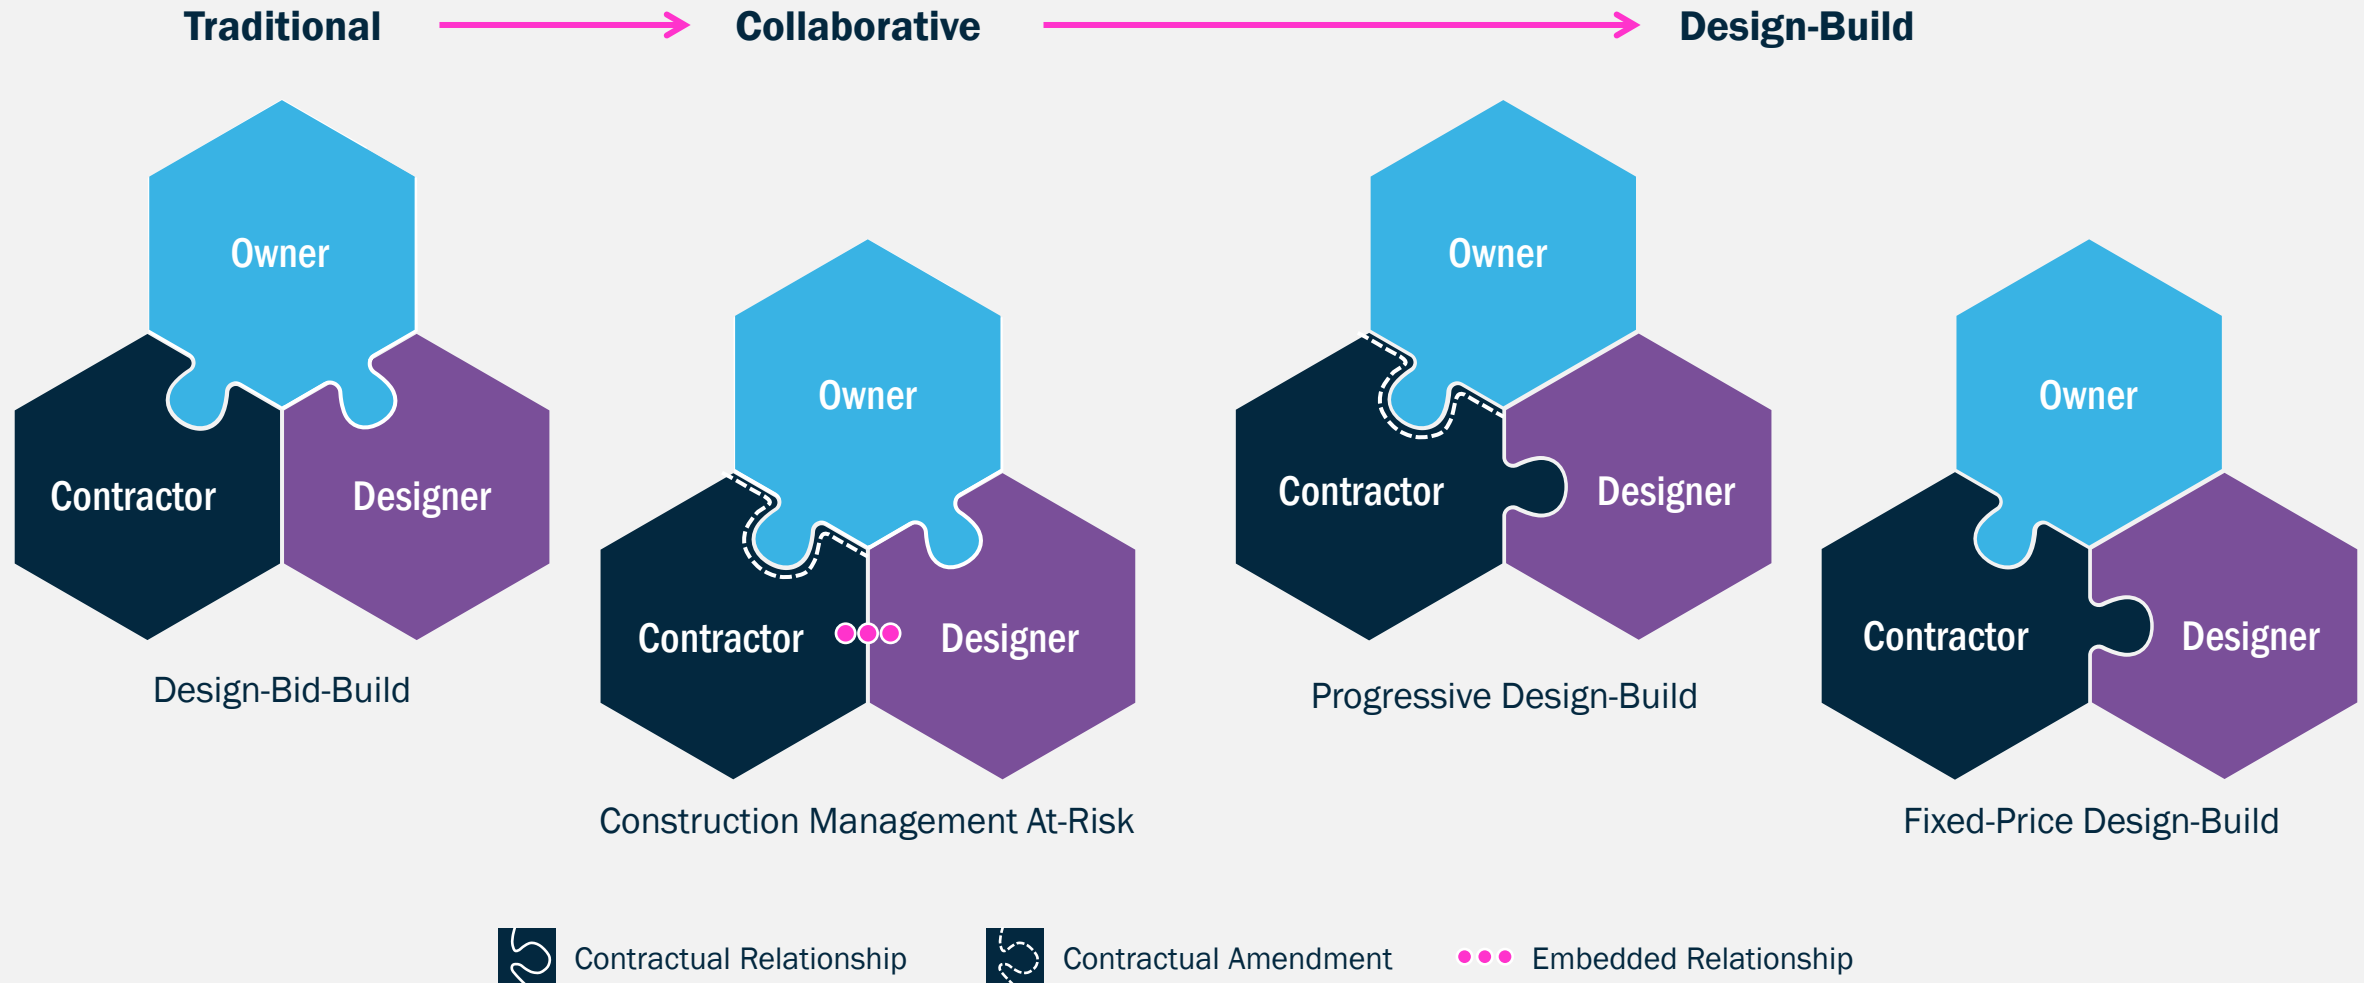 Traditional
Collaborative
Design-Build
Owner
Contractor
Designer
Design-Bid-Build
Owner
Contractor
Designer
Construction Management At-Risk
Owner
Contractor
Designer
Progressive Design-Build
Owner
Contractor
Designer
Fixed-Price Design-Build
Contractual Relationship
Contractual Amendment
Embedded Relationship